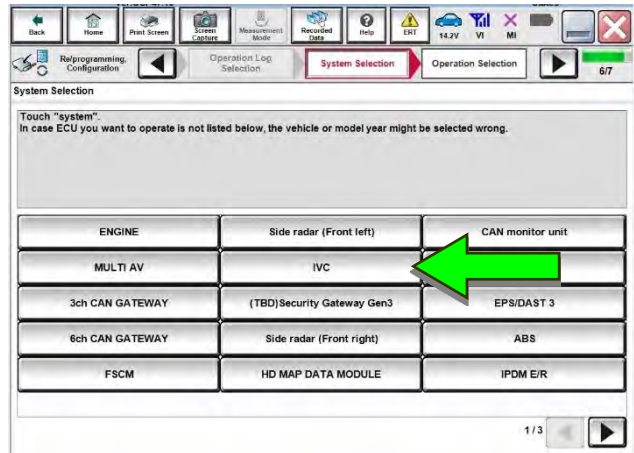 Back
Home
Print Screen
Screen Capture
Measurement Mode
Recorded Data
Help
ERT
14.2V
VI
MI
Re/programming, Configuration
Operation Log Selection
System Selection
Operation Selection
6/7
System Selection
Touch "system".
In case ECU you want to operate is not listed below, the vehicle or model year might be selected wrong.
ENGINE
Side radar (Front left)
CAN monitor unit
MULTI AV
IVC
3ch CAN GATEWAY
(TBD)Security Gateway Gen3
EPS/DAST 3
6ch CAN GATEWAY
Side radar (Front right)
ABS
FSCM
HD MAP DATA MODULE
IPDM E/R
1/3